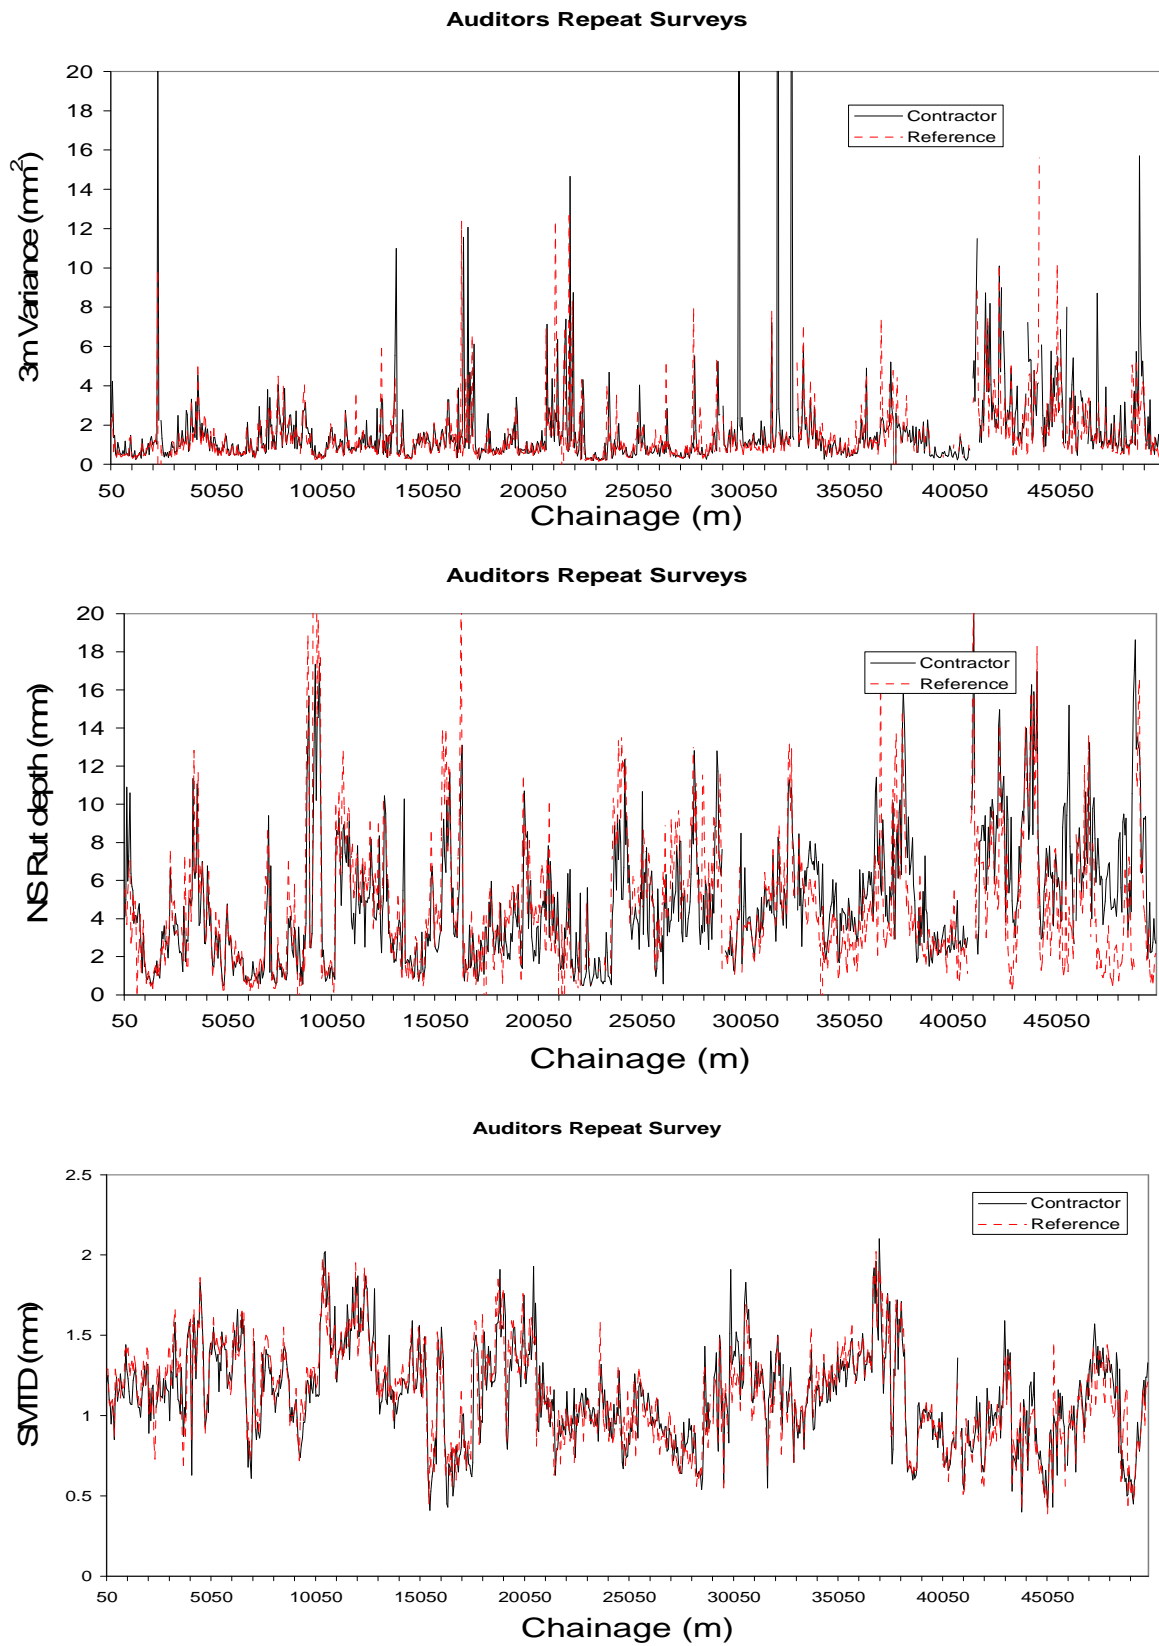 Auditors Repeat Surveys
20
18
16
14
12
10
8
6
4
2
0
3m Variance (mm²)
Contractor
Reference
50 5050 10050 15050 20050 25050 30050 35050 40050 45050
Chainage (m)
Auditors Repeat Surveys
20
18
16
14
12
10
8
6
4
2
0
NS Rut depth (mm)
Contractor
Reference
50 5050 10050 15050 20050 25050 30050 35050 40050 45050
Chainage (m)
Auditors Repeat Survey
2.5
2
1.5
1
0.5
0
SMTD (mm)
Contractor
Reference
50 5050 10050 15050 20050 25050 30050 35050 40050 45050
Chainage (m)